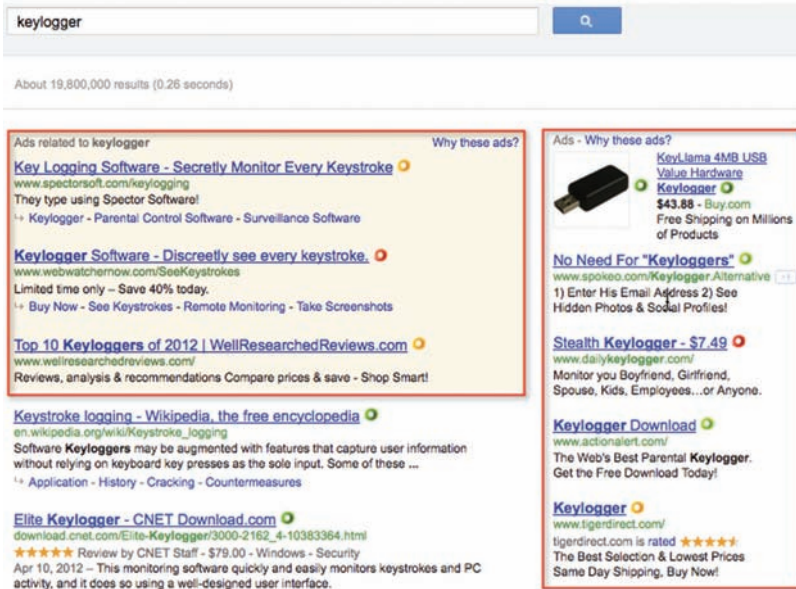 keylogger
About 19,800,000 results (0.26 seconds)
Ads related to keylogger
Why these ads?
Key Logging Software - Secretly Monitor Every Keystroke
www.spectorsoft.com/keylogging
They type using Spector Software!
Keylogger - Parental Control Software - Surveillance Software
Keylogger Software - Discreetly see every keystroke.
www.webwatchernow.com/SeeKeystrokes
Limited time only – Save 40% today.
Buy Now - See Keystrokes - Remote Monitoring - Take Screenshots
Top 10 Keyloggers of 2012 | WellResearchedReviews.com
www.wellresearchedreviews.com/
Reviews, analysis & recommendations Compare prices & save - Shop Smart!
Keystroke logging - Wikipedia, the free encyclopedia
en.wikipedia.org/wiki/Keystroke_logging
Software Keyloggers may be augmented with features that capture user information
without relying on keyboard key presses as the sole input. Some of these ...
Application - History - Cracking - Countermeasures
Elite Keylogger - CNET Download.com
download.cnet.com/Elite-Keylogger/3000-2162_4-10383364.html
Review by CNET Staff - $79.00 - Windows - Security
Apr 10, 2012 – This monitoring software quickly and easily monitors keystrokes and PC
activity, and it does so using a well-designed user interface.
Ads - Why these ads?
KeyLlama 4MB USB
Value Hardware
Keylogger
$43.88 - Buy.com
Free Shipping on Millions
of Products
No Need For "Keyloggers"
www.spokeo.com/Keylogger.Alternative
1) Enter His Email Address 2) See
Hidden Photos & Social Profiles!
Stealth Keylogger - $7.49
www.dailykeylogger.com/
Monitor you Boyfriend, Girlfriend,
Spouse, Kids, Employees...or Anyone.
Keylogger Download
www.actionalert.com/
The Web's Best Parental Keylogger.
Get the Free Download Today!
Keylogger
www.tigerdirect.com/
tigerdirect.com is rated
The Best Selection & Lowest Prices
Same Day Shipping, Buy Now!